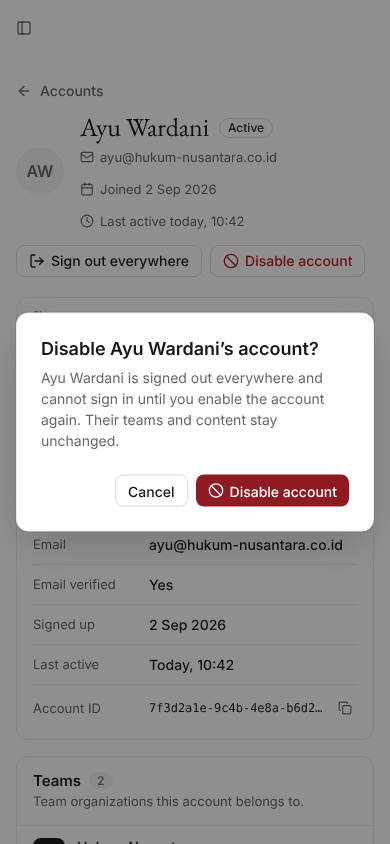 Accounts
AW
Ayu Wardani
Active
ayu@hukum-nusantara.co.id
Joined 2 Sep 2026
Last active today, 10:42
Sign out everywhere
Disable account
Disable Ayu Wardani’s account?
Ayu Wardani is signed out everywhere and
cannot sign in until you enable the account
again. Their teams and content stay
unchanged.
Cancel
Disable account
Email ayu@hukum-nusantara.co.id
Email verified Yes
Signed up 2 Sep 2026
Last active Today, 10:42
Account ID 7f3d2a1e-9c4b-4e8a-b6d2…
Teams 2
Team organizations this account belongs to.